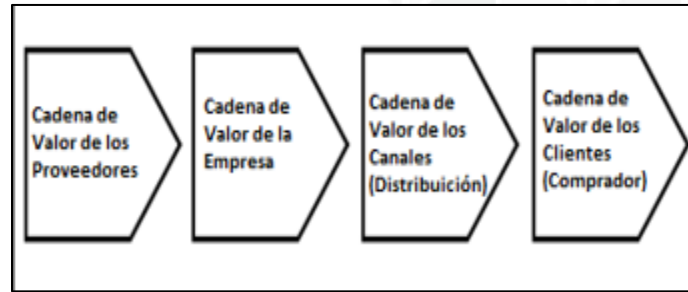 Cadena de
Valor de los
Proveedores
Cadena de
Valor de la
Empresa
Cadena de
Valor de los
Canales
(Distribuición)
Cadena de
Valor de los
Clientes
(Comprador)